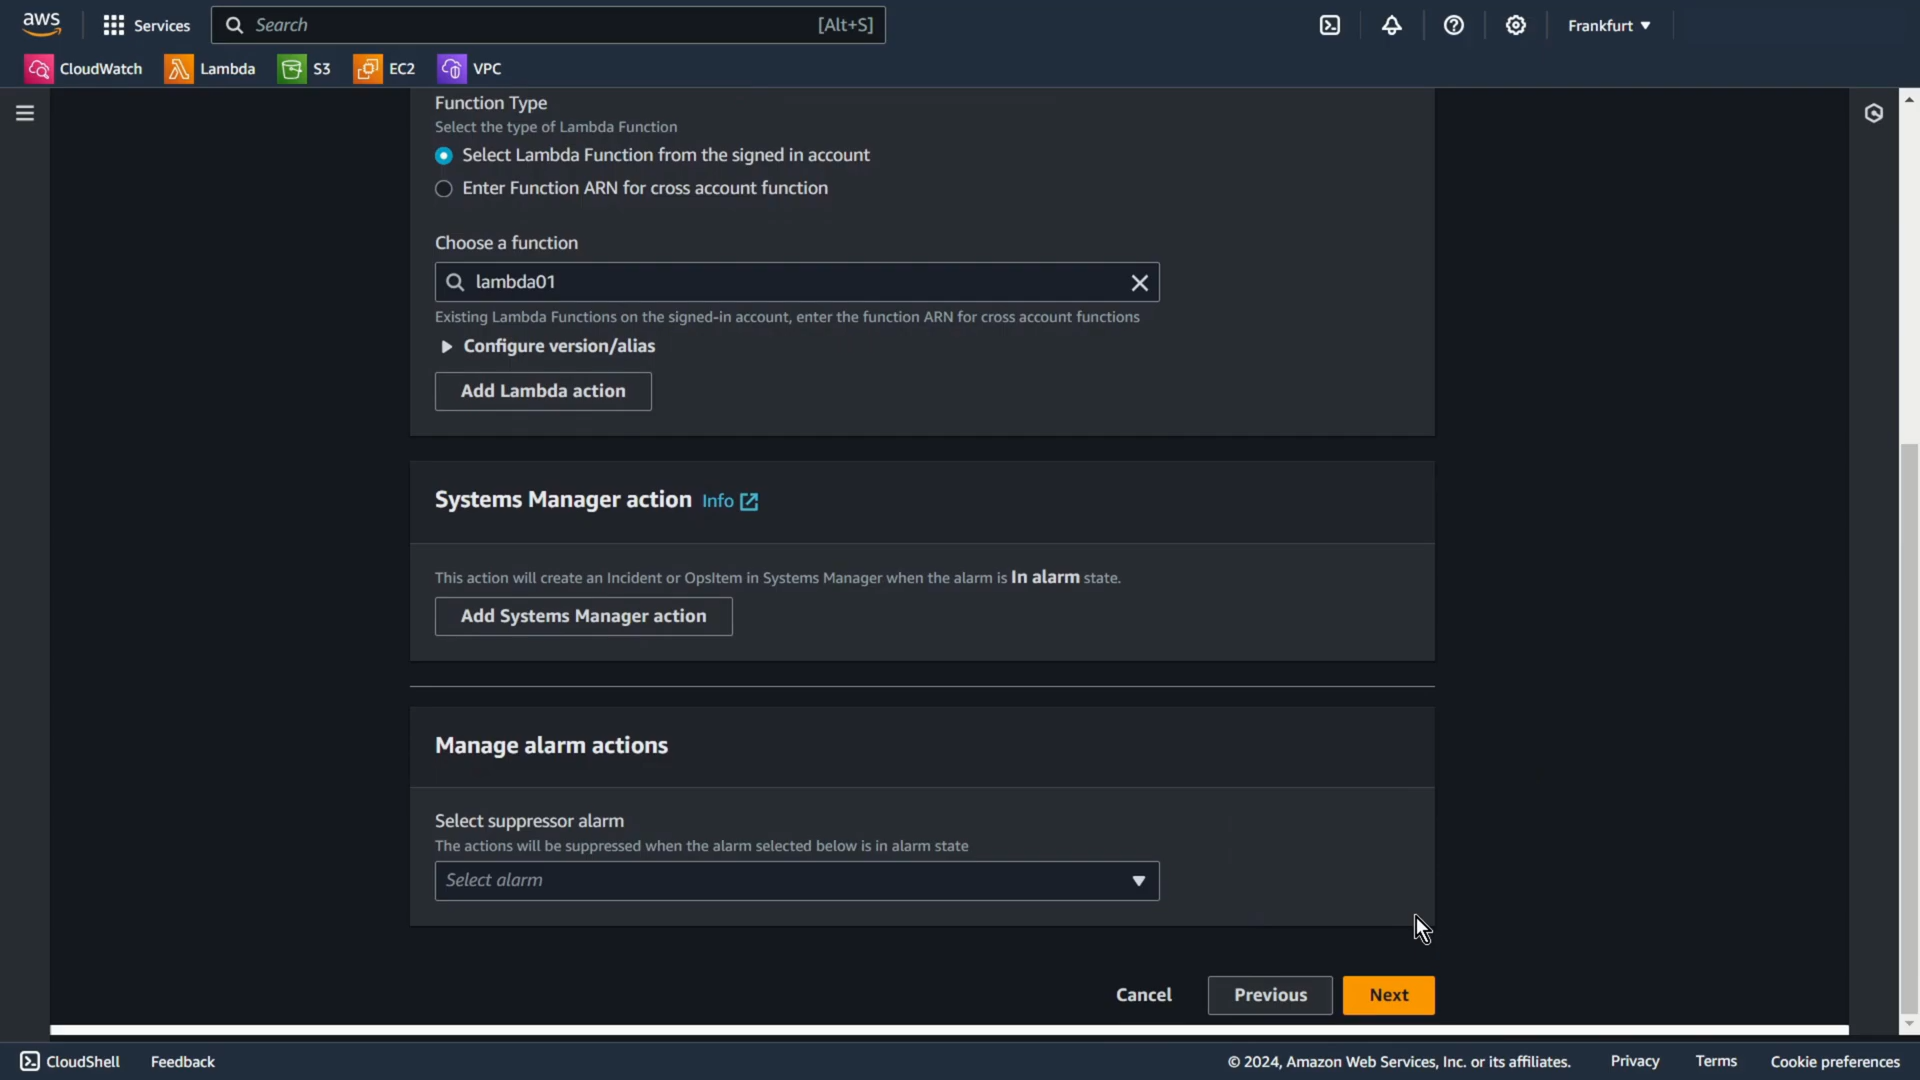 aws
Services
Search
[Alt+S]
Frankfurt
CloudWatch
Lambda
S3
EC2
VPC
Function Type
Select the type of Lambda Function
Select Lambda Function from the signed in account
Enter Function ARN for cross account function
Choose a function
lambda01
Existing Lambda Functions on the signed-in account, enter the function ARN for cross account functions
Configure version/alias
Add Lambda action
Systems Manager action Info
This action will create an Incident or OpsItem in Systems Manager when the alarm is In alarm state.
Add Systems Manager action
Manage alarm actions
Select suppressor alarm
The actions will be suppressed when the alarm selected below is in alarm state
Select alarm
Cancel
Previous
Next
CloudShell
Feedback
© 2024, Amazon Web Services, Inc. or its affiliates.
Privacy
Terms
Cookie preferences